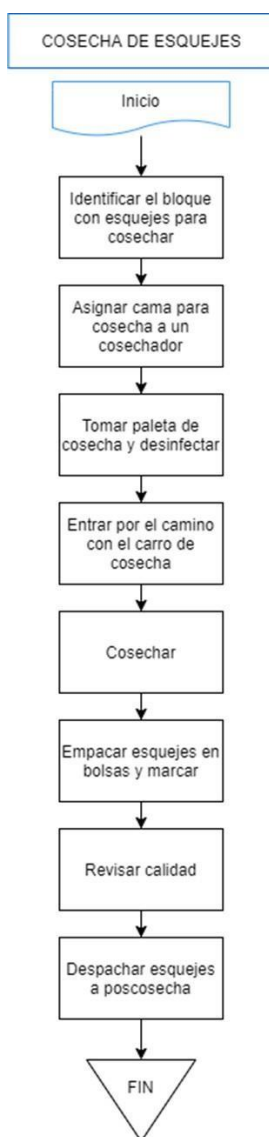 COSECHA DE ESQUEJES
Inicio
Identificar el bloque
con esquejes para
cosechar
Asignar cama para
cosecha a un
cosechador
Tomar paleta de
cosecha y desinfectar
Entrar por el camino
con el carro de
cosecha
Cosechar
Empacar esquejes en
bolsas y marcar
Revisar calidad
Despachar esquejes
a poscosecha
FIN